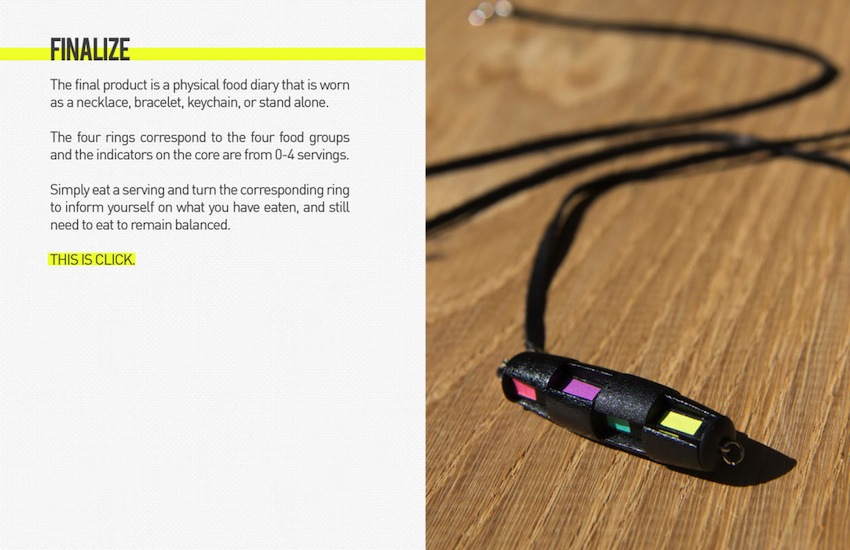 FINALIZE
The final product is a physical food diary that is worn
as a necklace, bracelet, keychain, or stand alone.
The four rings correspond to the four food groups
and the indicators on the core are from 0-4 servings.
Simply eat a serving and turn the corresponding ring
to inform yourself on what you have eaten, and still
need to eat to remain balanced.
THIS IS CLICK.